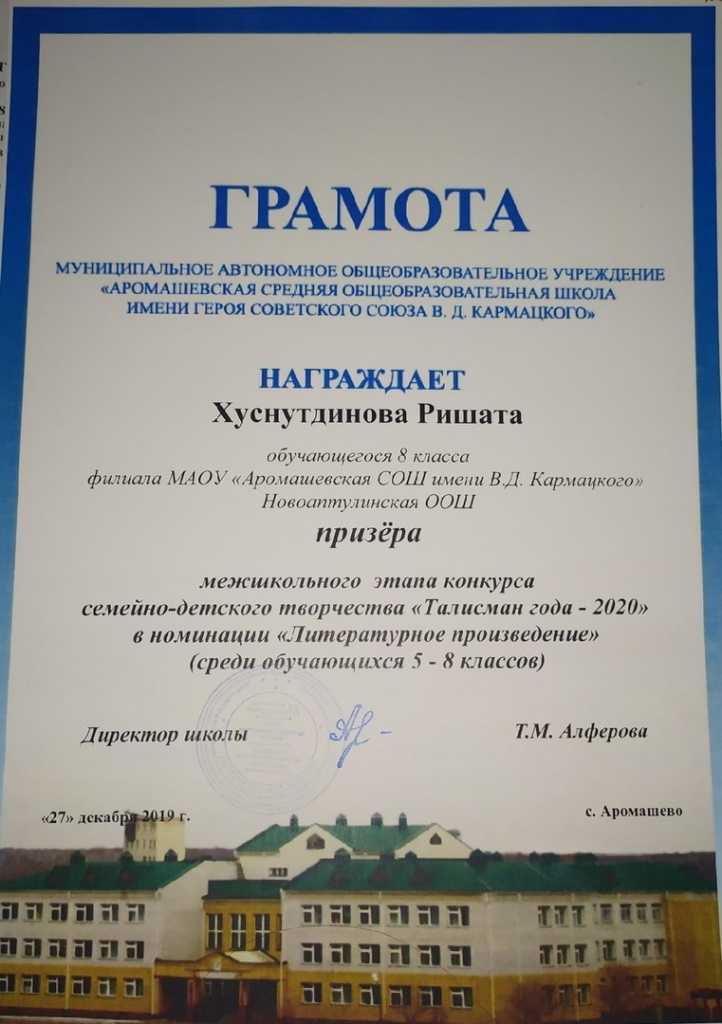 ГРАМОТА
МУНИЦИПАЛЬНОЕ АВТОНОМНОЕ ОБЩЕОБРАЗОВАТЕЛЬНОЕ УЧРЕЖДЕНИЕ
«АРОМАШЕВСКАЯ СРЕДНЯЯ ОБЩЕОБРАЗОВАТЕЛЬНАЯ ШКОЛА
ИМЕНИ ГЕРОЯ СОВЕТСКОГО СОЮЗА В. Д. КАРМАЦКОГО»
НАГРАЖДАЕТ
Хуснутдинова Ришата
обучающегося 8 класса
филиала МАОУ «Аромашевская СОШ имени В.Д. Кармацкого»
Новоаптулинская ООШ
призёра
межшкольного этапа конкурса
семейно-детского творчества «Талисман года - 2020»
в номинации «Литературное произведение»
(среди обучающихся 5 - 8 классов)
Директор школы Т.М. Алферова
«27» декабря 2019 г. с. Аромашево